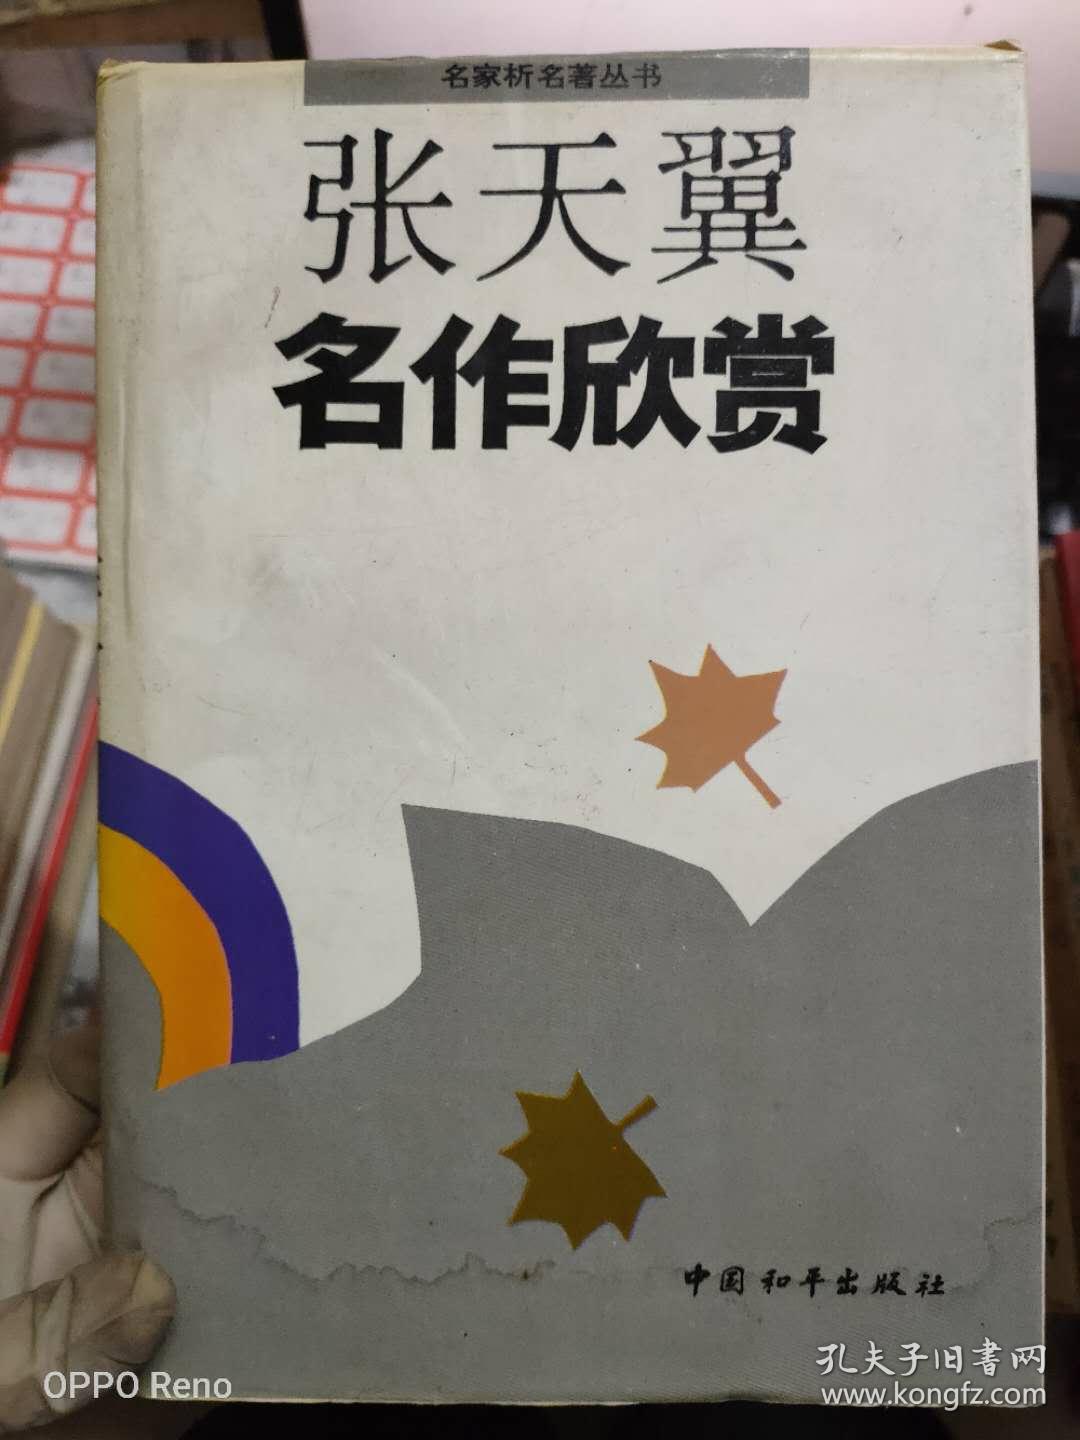 名家析名著丛书
张天翼
名作欣赏
中国和平出版社
孔夫子旧書网
www.kongfz.com
OPPO Reno